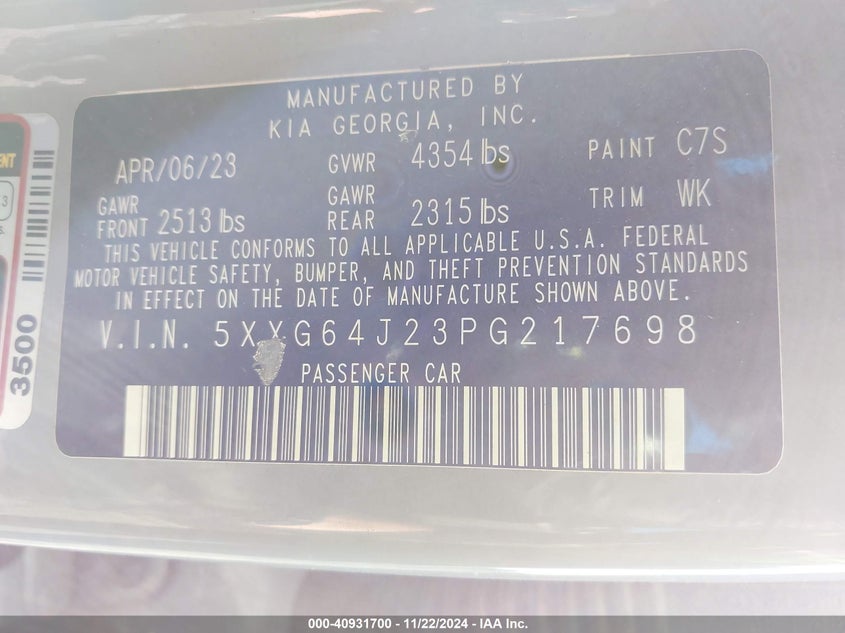 MANUFACTURED BY
KIA GEORGIA, INC.
APR/06/23 GVWR 4354 lbs PAINT C7S
GAWR FRONT 2513 lbs GAWR REAR 2315 lbs TRIM WK
THIS VEHICLE CONFORMS TO ALL APPLICABLE U.S.A. FEDERAL
MOTOR VEHICLE SAFETY, BUMPER, AND THEFT PREVENTION STANDARDS
IN EFFECT ON THE DATE OF MANUFACTURE SHOWN ABOVE.
V.I.N. 5XXG64J23PG217698
PASSENGER CAR
3500
000-40931700 - 11/22/2024 - IAA Inc.